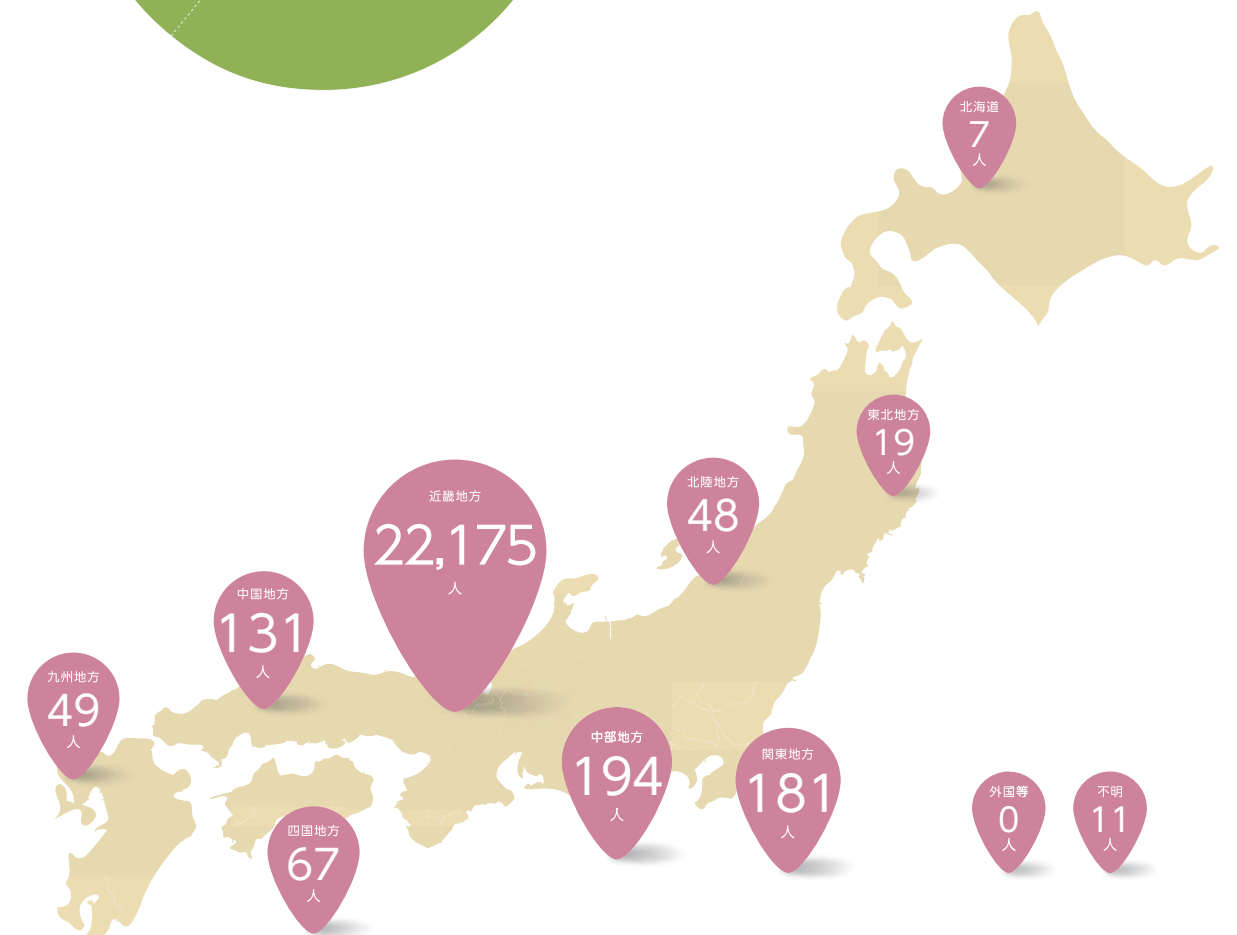 北海道
7
人
東北地方
19
人
北陸地方
48
人
近畿地方
22,175
人
中国地方
131
人
九州地方
49
人
中部地方
194
人
関東地方
181
人
四国地方
67
人
外国等
0
人
不明
11
人